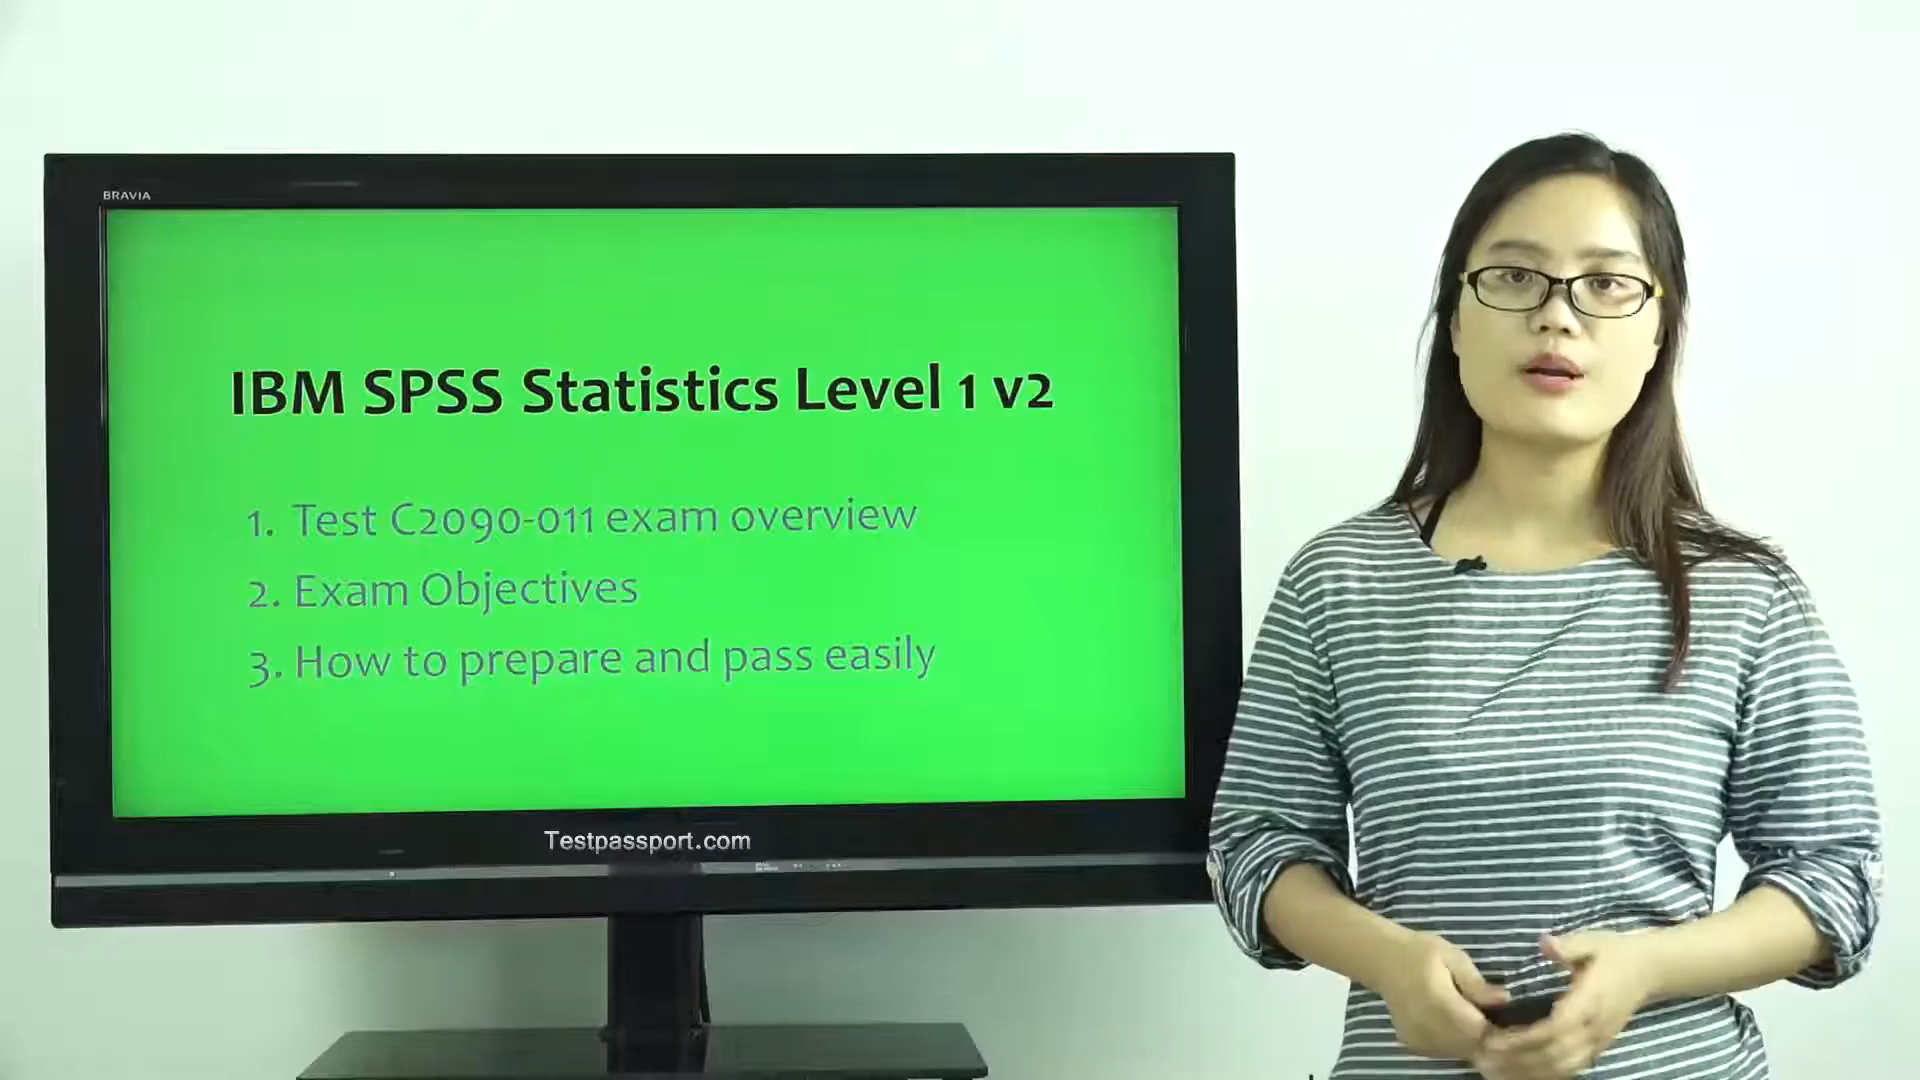 BRAVIA
IBM SPSS Statistics Level 1 v2
1. Test C2090-011 exam overview
2. Exam Objectives
3. How to prepare and pass easily
Testpassport.com